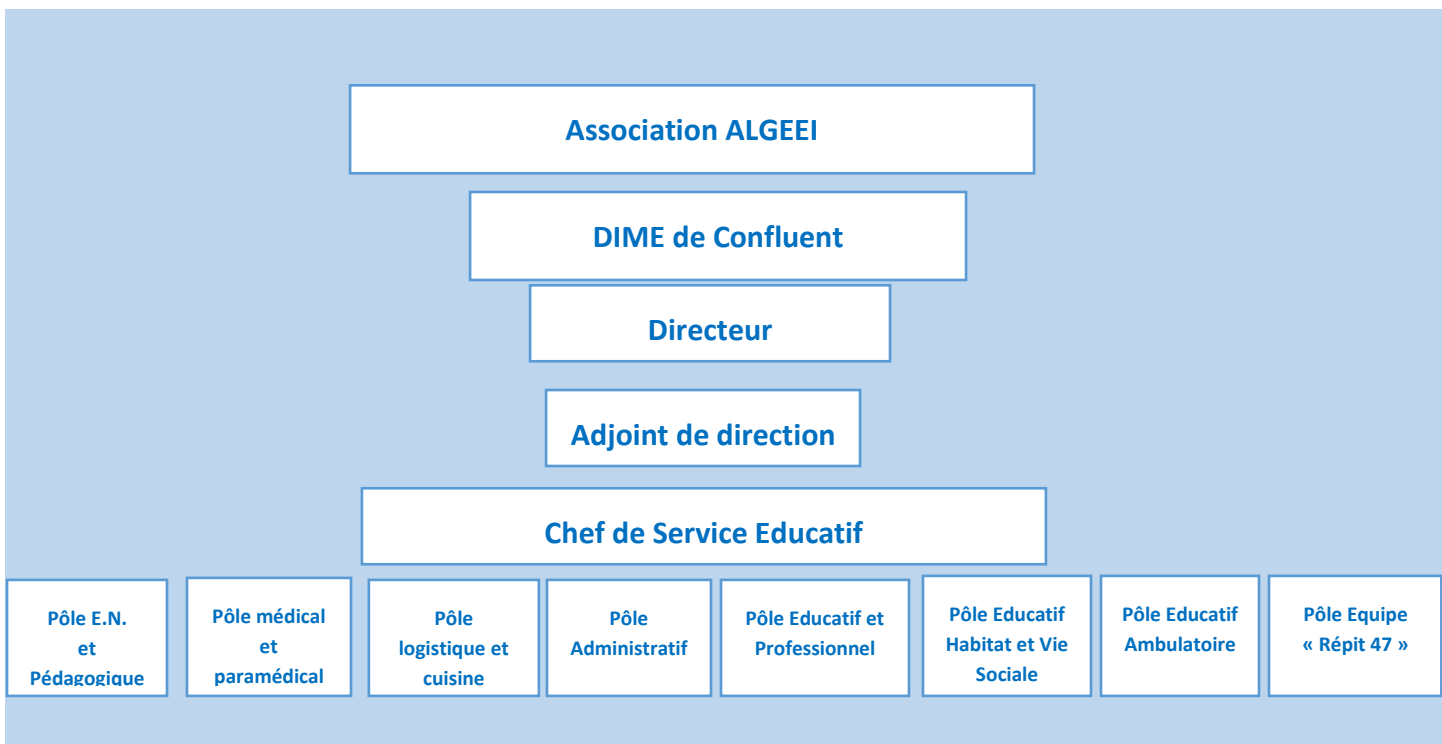 Association ALGEEI
DIME de Confluent
Directeur
Adjoint de direction
Chef de Service Educatif
Pôle E.N.
et
Pédagogique
Pôle médical
et
paramédical
Pôle
logistique et
cuisine
Pôle
Administratif
Pôle Educatif et
Professionnel
Pôle Educatif
Habitat et Vie
Sociale
Pôle Educatif
Ambulatoire
Pôle Equipe
« Répit 47 »